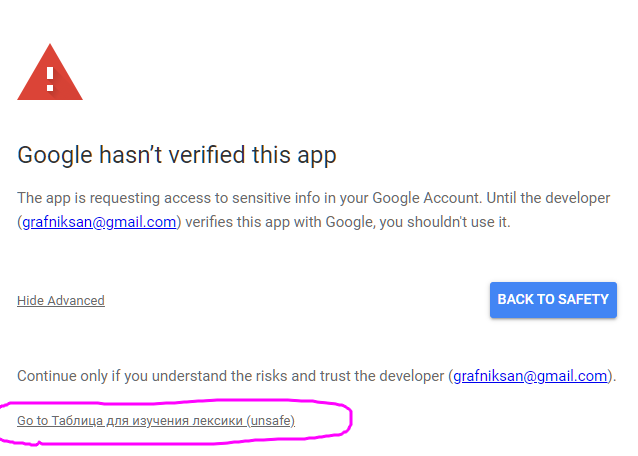 Google hasn’t verified this app
The app is requesting access to sensitive info in your Google Account. Until the developer
(grafniksan@gmail.com) verifies this app with Google, you shouldn't use it.
Hide Advanced
BACK TO SAFETY
Continue only if you understand the risks and trust the developer (grafniksan@gmail.com).
Go to Таблица для изучения лексики (unsafe)